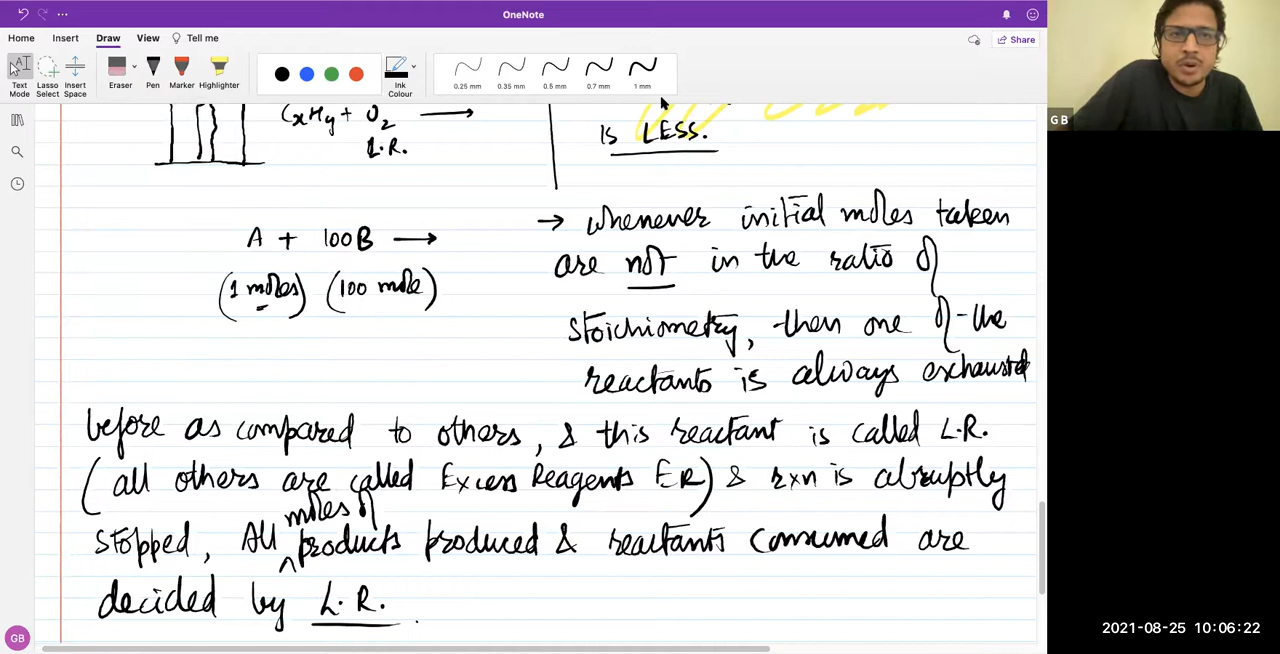 OneNote
Home Insert Draw View Tell me
Share
Text Mode
Lasso Select
Insert Space
Eraser
Pen
Marker
Highlighter
Ink Colour
0.25 mm
0.35 mm
0.5 mm
0.7 mm
1 mm
GB
CxHy + O2 ⟶
L.R.
is LESS.
A + 100B ⟶
(1 moles) (100 mole)
→ whenever initial moles taken
are not in the ratio of
stoichiometry, then one of the
reactants is always exhausted
before as compared to others, & this reactant is called L.R.
(all others are called Excess Reagents ER) & rxn is abruptly
moles of
stopped, All ^ products produced & reactants consumed are
decided by L.R.
GB
2021-08-25 10:06:22